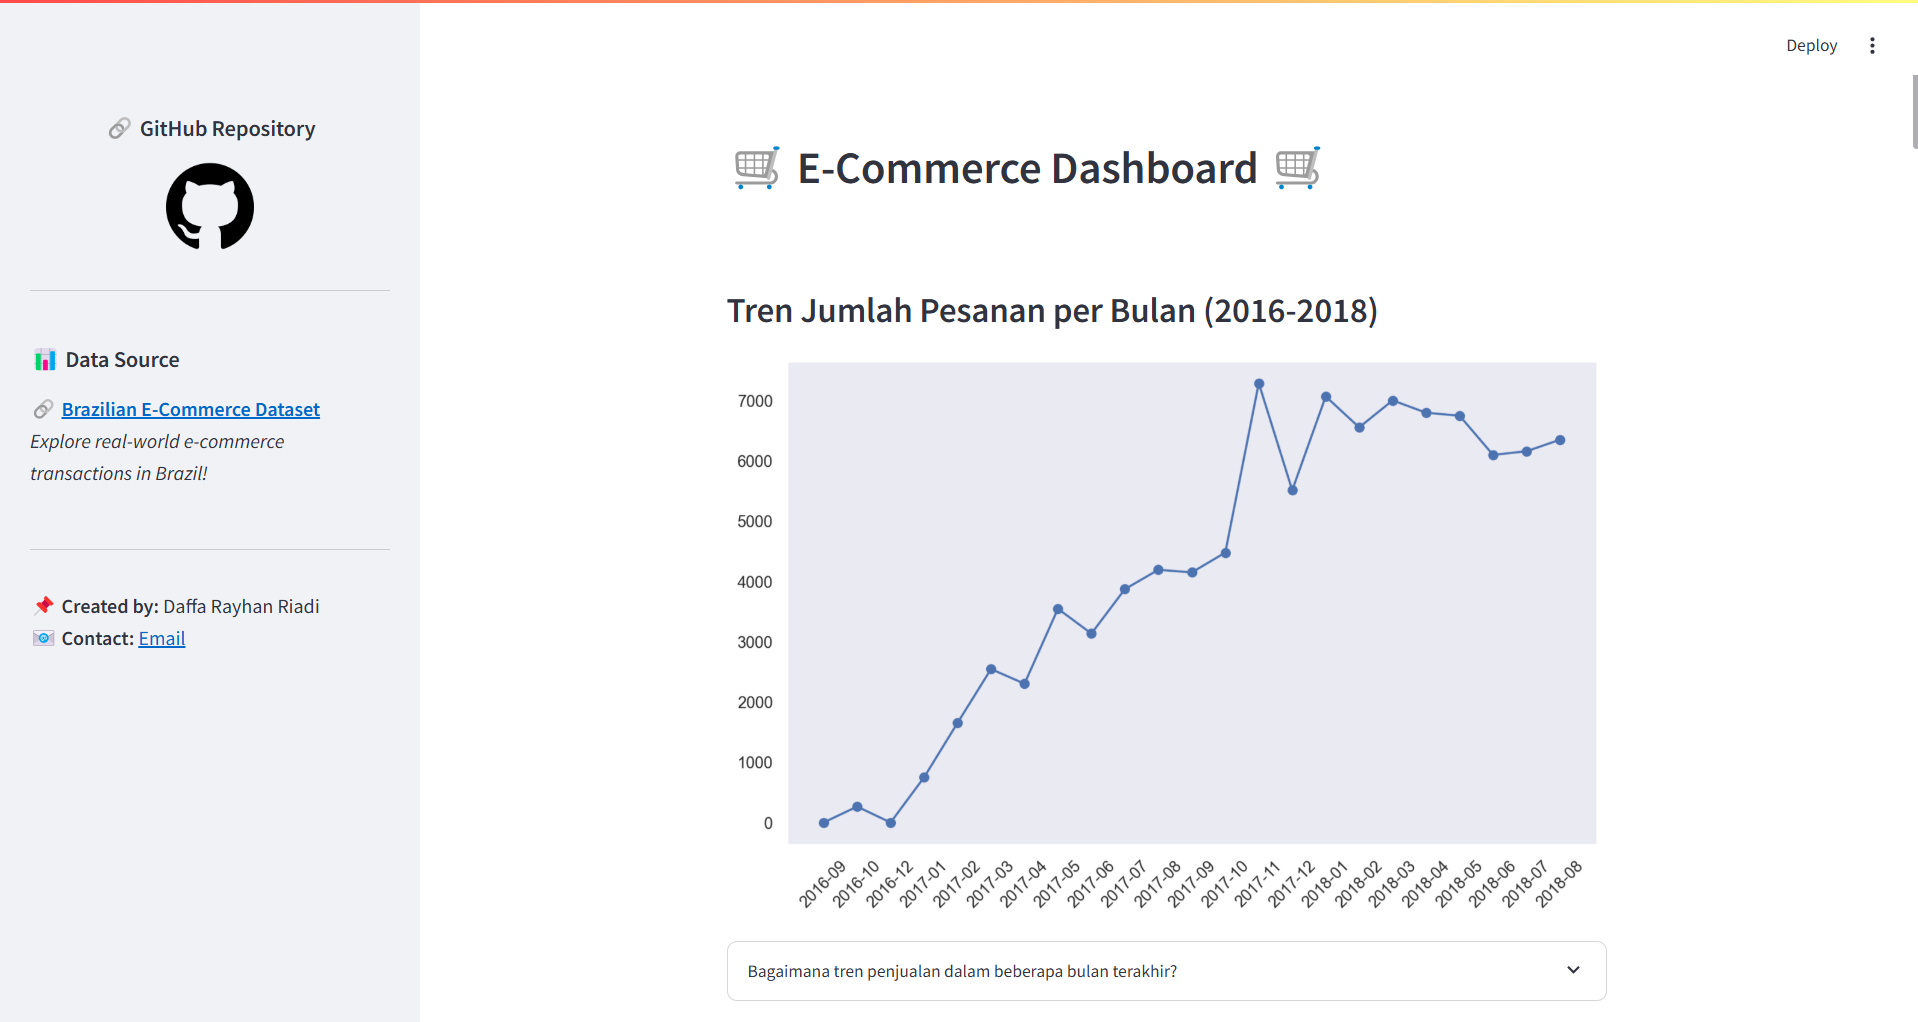 Deploy
GitHub Repository
Data Source
Brazilian E-Commerce Dataset
Explore real-world e-commerce
transactions in Brazil!
Created by: Daffa Rayhan Riadi
Contact: Email
E-Commerce Dashboard
Tren Jumlah Pesanan per Bulan (2016-2018)
7000
6000
5000
4000
3000
2000
1000
0
2016-09
2016-10
2016-12
2017-01
2017-02
2017-03
2017-04
2017-05
2017-06
2017-07
2017-08
2017-09
2017-10
2017-11
2017-12
2018-01
2018-02
2018-03
2018-04
2018-05
2018-06
2018-07
2018-08
Bagaimana tren penjualan dalam beberapa bulan terakhir?